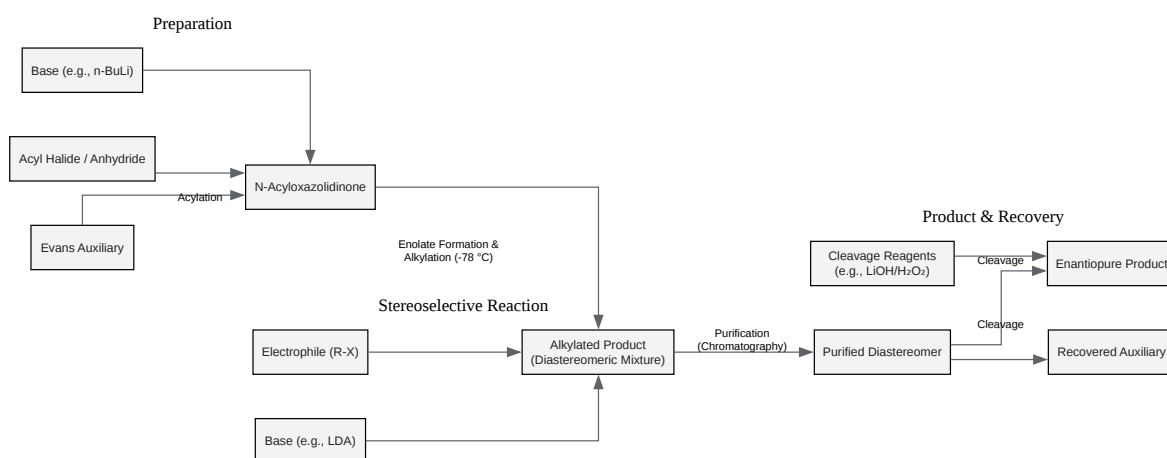 Preparation
Base (e.g., n-BuLi)
Acyl Halide / Anhydride
N-Acyloxazolidinone
Acylation
Evans Auxiliary
Enolate Formation &
Alkylation (-78 °C)
Stereoselective Reaction
Electrophile (R-X)
Alkylated Product
(Diastereomeric Mixture)
Base (e.g., LDA)
Purification
(Chromatography)
Purified Diastereomer
Product & Recovery
Cleavage Reagents
(e.g., LiOH/H₂O₂)
Cleavage
Enantiopure Product
Cleavage
Recovered Auxiliary